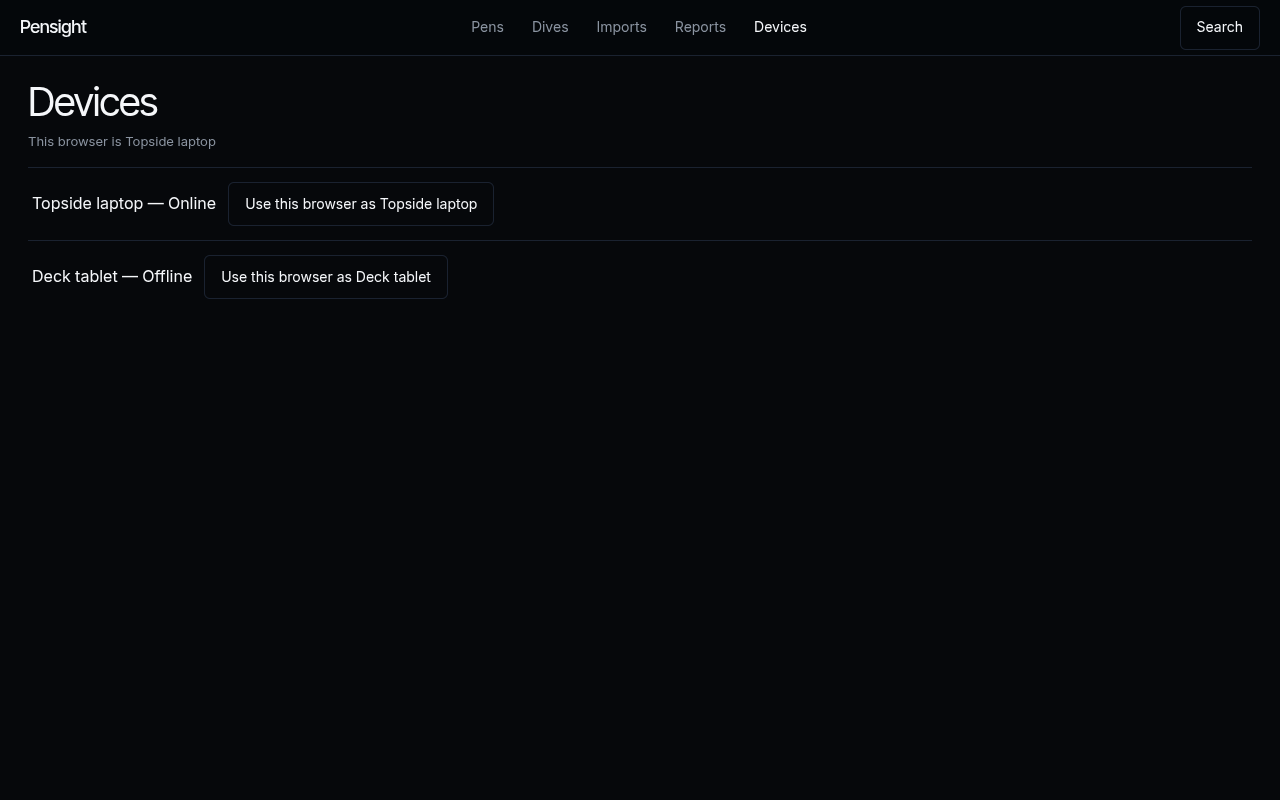 Pensight
Pens Dives Imports Reports Devices
Search
Devices
This browser is Topside laptop
Topside laptop — Online Use this browser as Topside laptop
Deck tablet — Offline Use this browser as Deck tablet